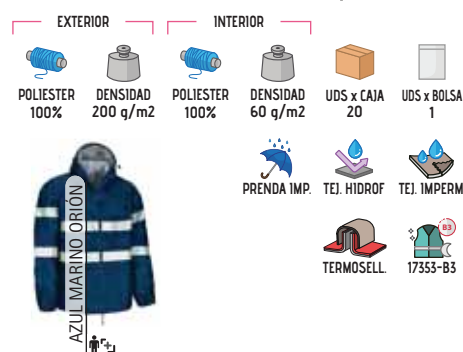 EXTERIOR
INTERIOR
POLIESTER
100%
DENSIDAD
200 g/m2
POLIESTER
100%
DENSIDAD
60 g/m2
UDS x CAJA
20
UDS x BOLSA
1
PRENDA IMP.
TEJ. HIDROF
TEJ. IMPERM
AZUL MARINO ORIÓN
TERMOSELL.
B3
17353-B3